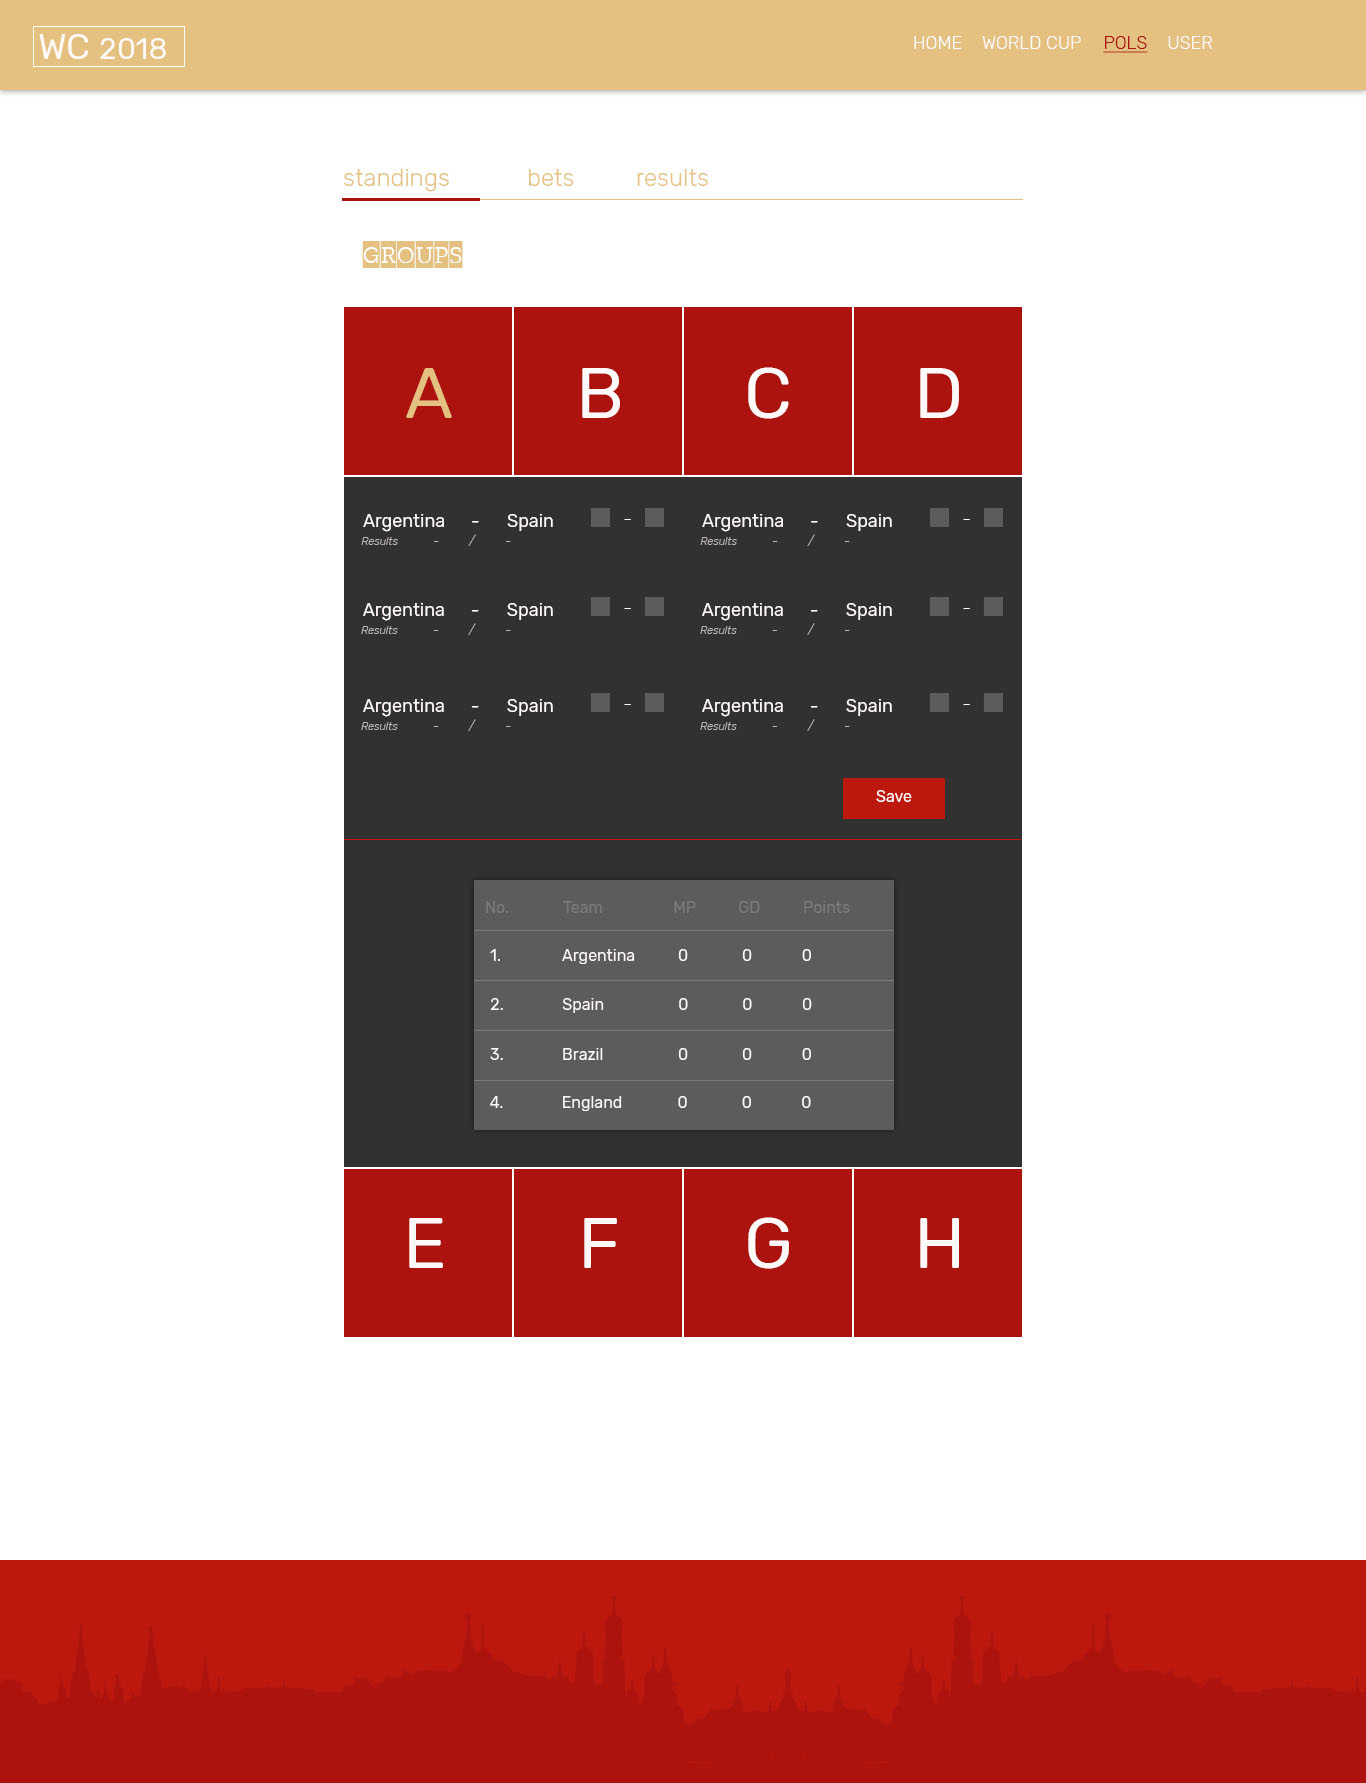 WC 2018 HOME WORLD CUP POLS USER
standings bets results
GROUPS
A B C D
Argentina - Spain - Argentina - Spain -
Results - / - Results - / -
Argentina - Spain - Argentina - Spain -
Results - / - Results - / -
Argentina - Spain - Argentina - Spain -
Results - / - Results - / -
Save
No. Team MP GD Points
1. Argentina 0 0 0
2. Spain 0 0 0
3. Brazil 0 0 0
4. England 0 0 0
E F G H